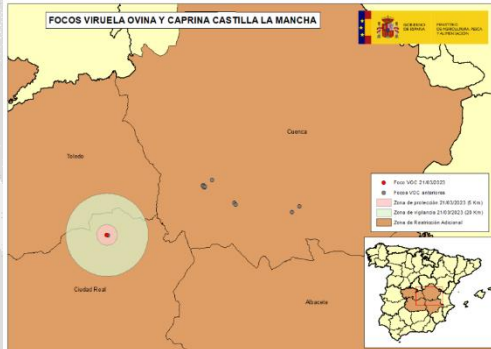 FOCOS VIRUELA OVINA Y CAPRINA CASTILLA LA MANCHA
GOBIERNO
DE ESPAÑA
MINISTERIO
DE AGRICULTURA, PESCA
Y ALIMENTACIÓN
Cuenca
Toledo
Foco VOC 21/03/2023
Focos VOC anteriores
Zona de protección 21/03/2023 (5 Km)
Zona de vigilancia 21/03/2023 (20 Km)
Zona de Restricción Adicional
Ciudad Real
Albacete